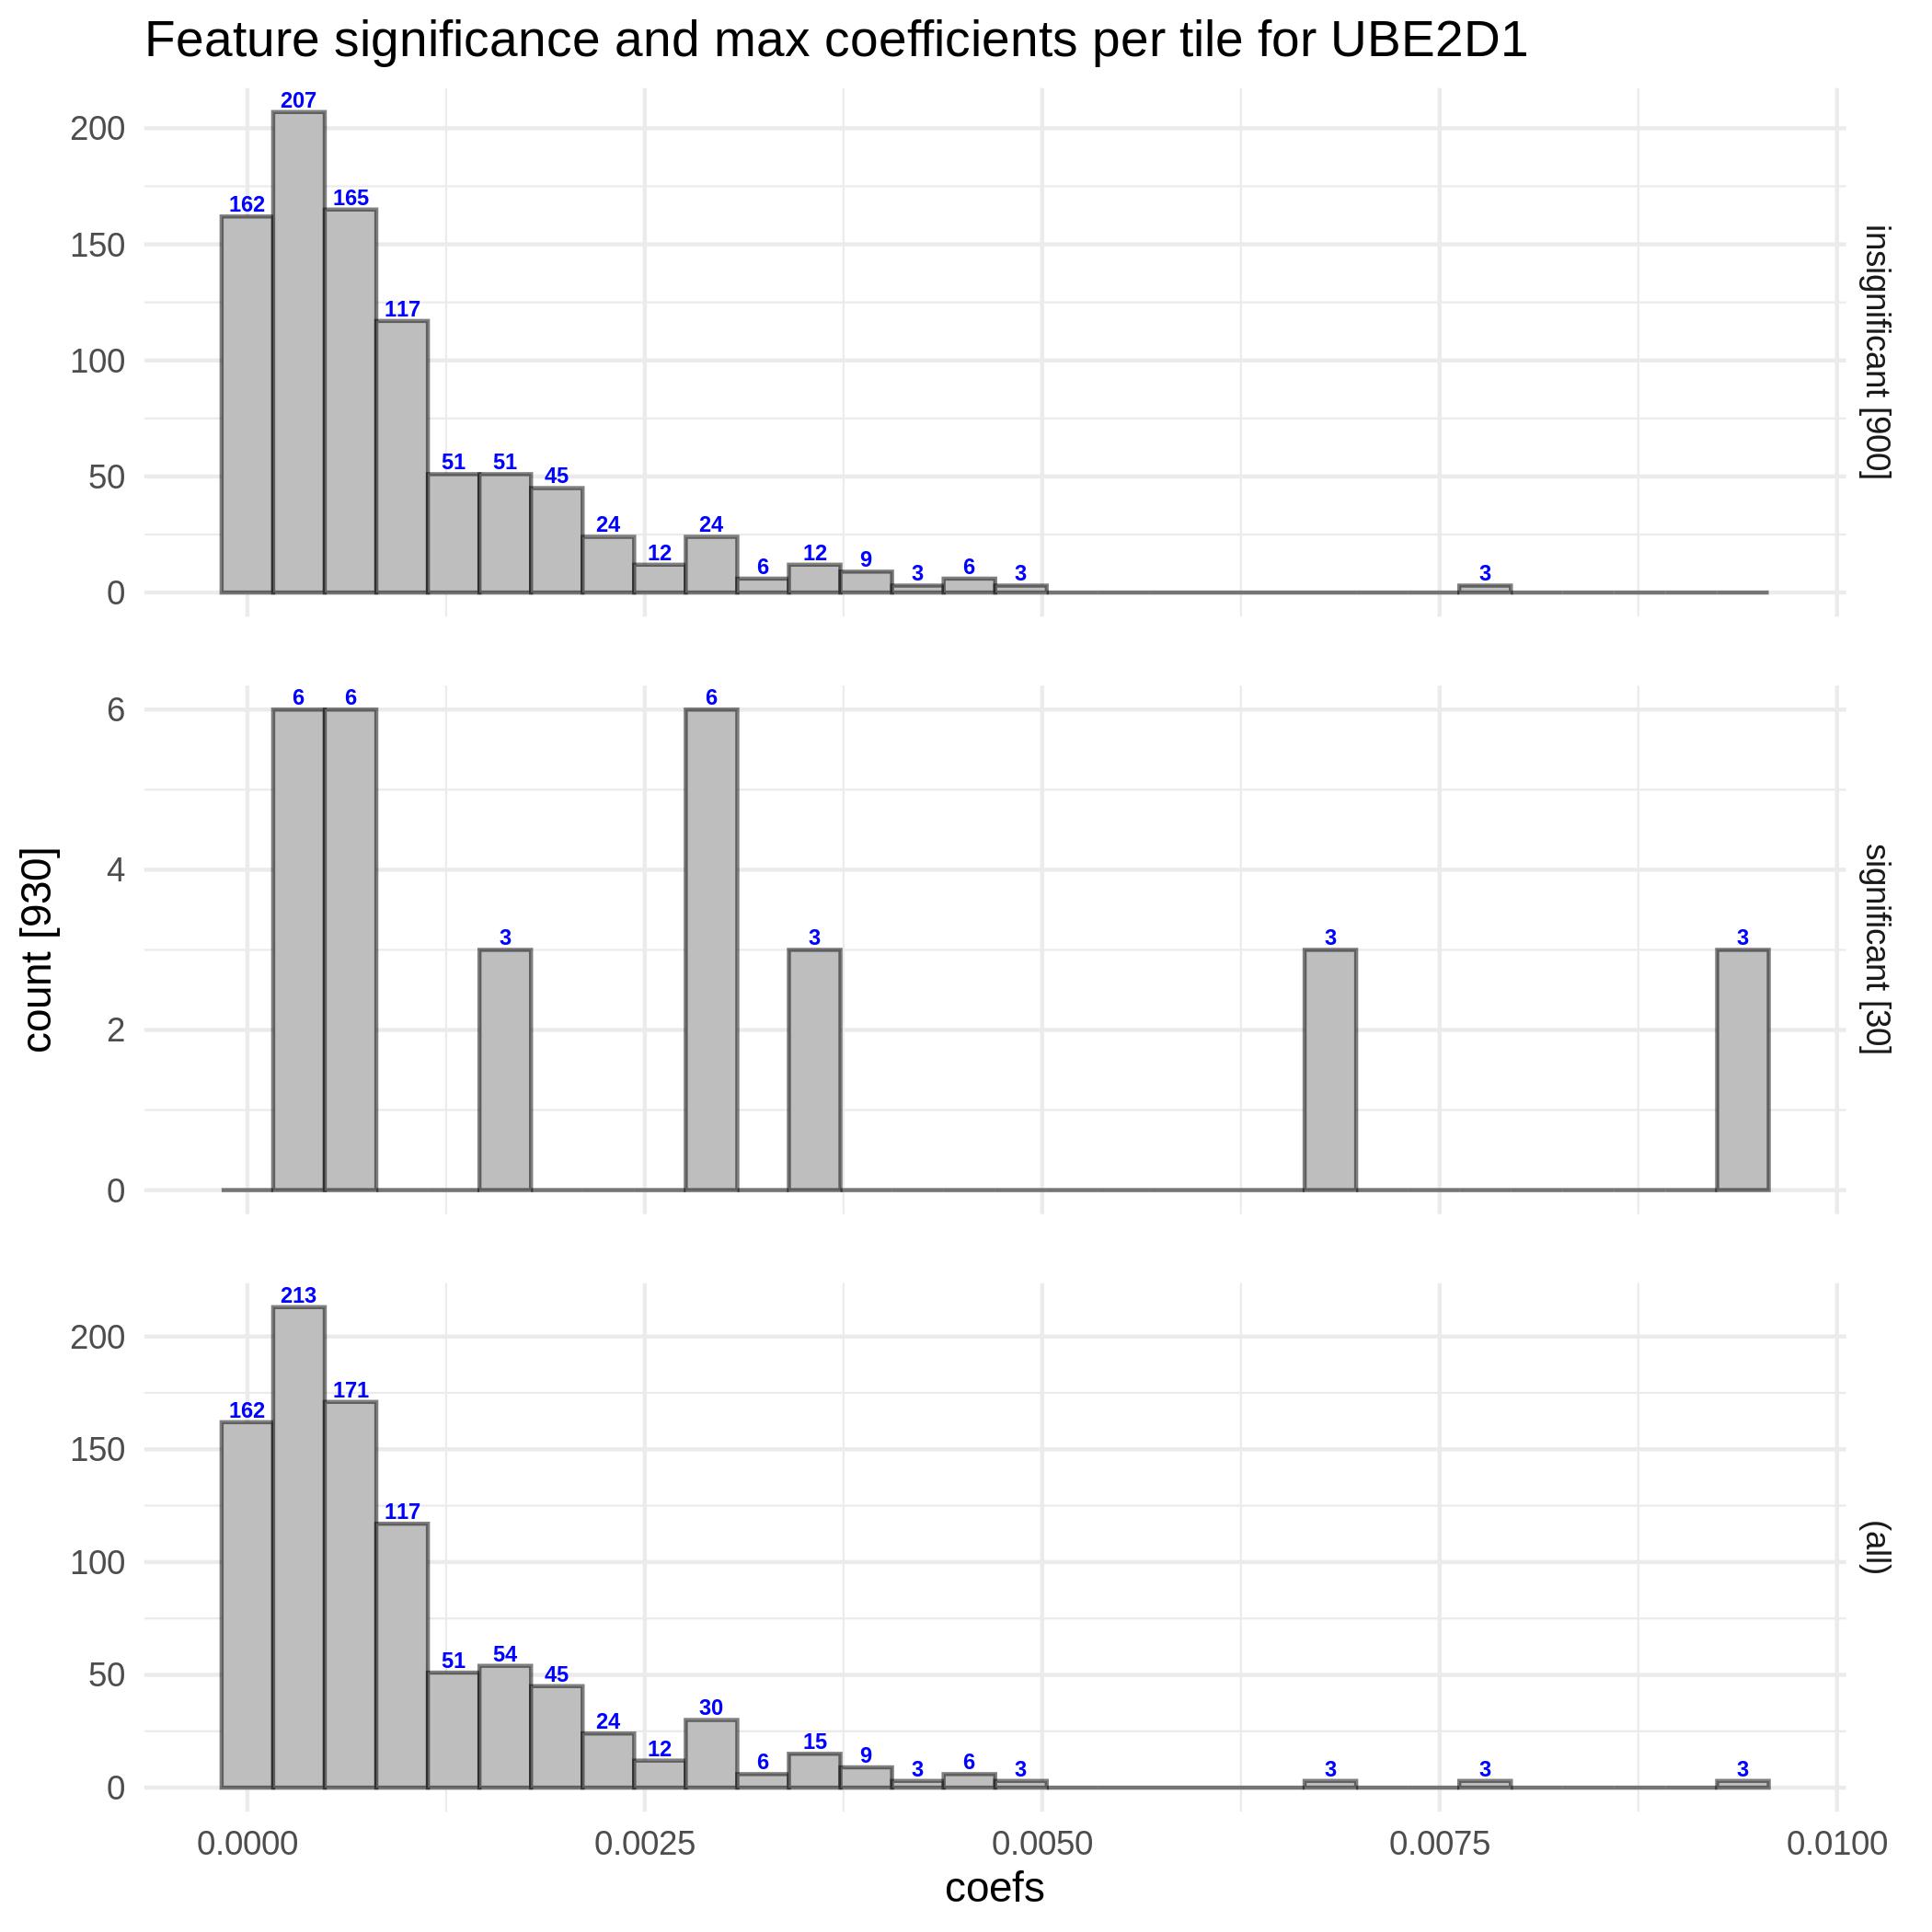 Feature significance and max coefficients per tile for UBE2D1
207
200
165
162
150
insignificant [900]
117
100
51 51 45
50
24 12 24 6 12 9 3 6 3 3
0
6 6 6
6
4
3 3 3 3
significant [30]
count [930]
2
0
213
200
171
162
150
117
(all)
100
51 54 45
50
24 12 30 6 15 9 3 6 3 3 3 3
0
0.0000 0.0025 0.0050 0.0075 0.0100
coefs